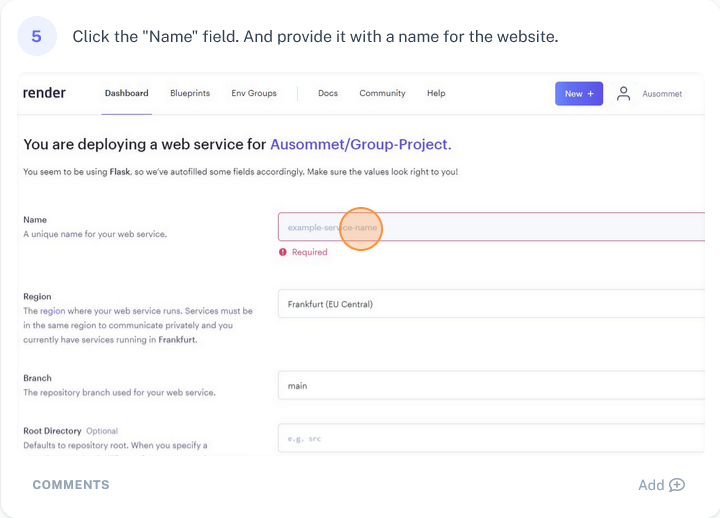 5 Click the "Name" field. And provide it with a name for the website.
render Dashboard Blueprints Env Groups Docs Community Help New + Ausommet
You are deploying a web service for Ausommet/Group-Project.
You seem to be using Flask, so we've autofilled some fields accordingly. Make sure the values look right to you!
Name
A unique name for your web service.
example-service-name
Required
Region
The region where your web service runs. Services must be
in the same region to communicate privately and you
currently have services running in Frankfurt.
Frankfurt (EU Central)
Branch
The repository branch used for your web service.
main
Root Directory Optional
Defaults to repository root. When you specify a
e.g. src
COMMENTS Add